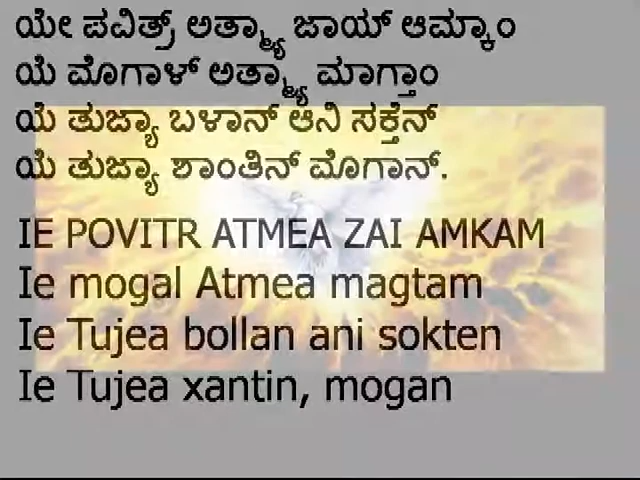 ಯೇ ಪವಿತ್ರ್ ಅತ್ಮ್ಯಾ ಜಾಯ್ ಆಮ್ಕಾಂ
ಯೆ ಮೊಗಾಳ್ ಅತ್ಮ್ಯಾ ಮಾಗ್ತಾಂ
ಯೆ ತುಜ್ಯಾ ಬಳಾನ್ ಆನಿ ಸಕ್ತೆನ್
ಯೆ ತುಜ್ಯಾ ಶಾಂತಿನ್ ಮೊಗಾನ್.
IE POVITR ATMEA ZAI AMKAM
Ie mogal Atmea magtam
Ie Tujea bollan ani sokten
Ie Tujea xantin, mogan